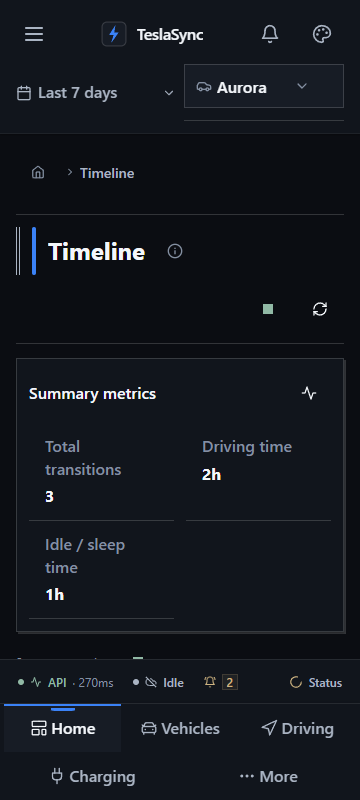 TeslaSync
Last 7 days
Aurora
Timeline
Timeline
Summary metrics
Total
transitions
3
Driving time
2h
Idle / sleep
time
1h
API · 270ms
Idle
2
Status
Home
Vehicles
Driving
Charging
More